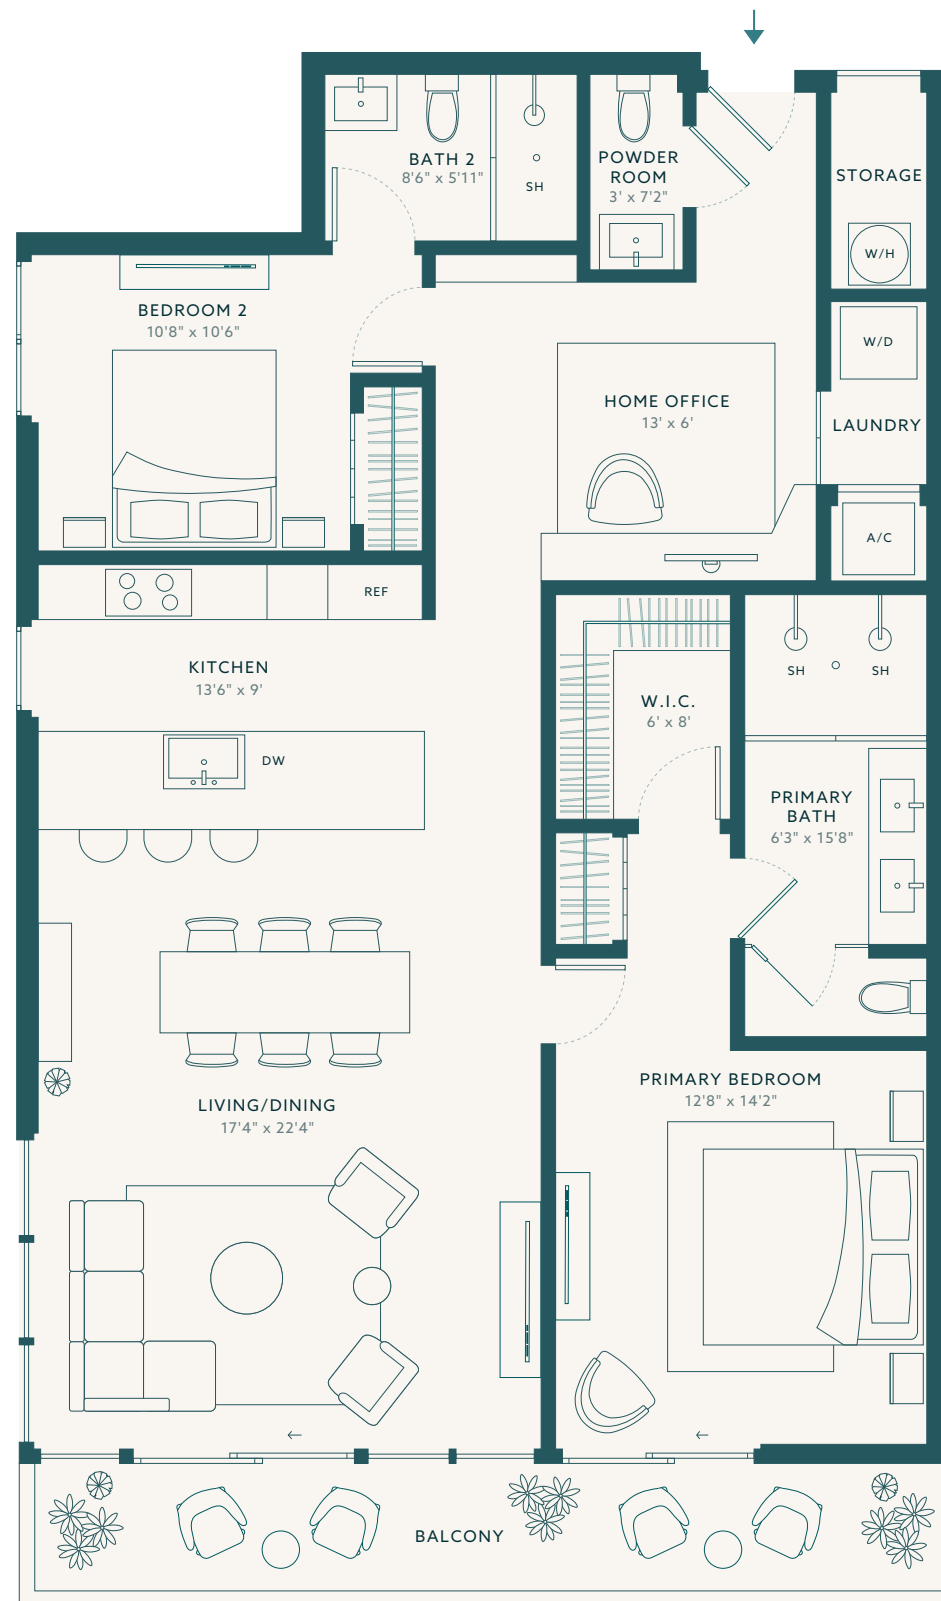 BATH 2
8'6" x 5'11"
SH
POWDER
ROOM
3' x 7'2"
STORAGE
W/H
BEDROOM 2
10'8" x 10'6"
W/D
LAUNDRY
HOME OFFICE
13' x 6'
A/C
REF
KITCHEN
13'6" x 9'
DW
W.I.C.
6' x 8'
SH
SH
PRIMARY
BATH
6'3" x 15'8"
PRIMARY BEDROOM
12'8" x 14'2"
LIVING/DINING
17'4" x 22'4"
BALCONY